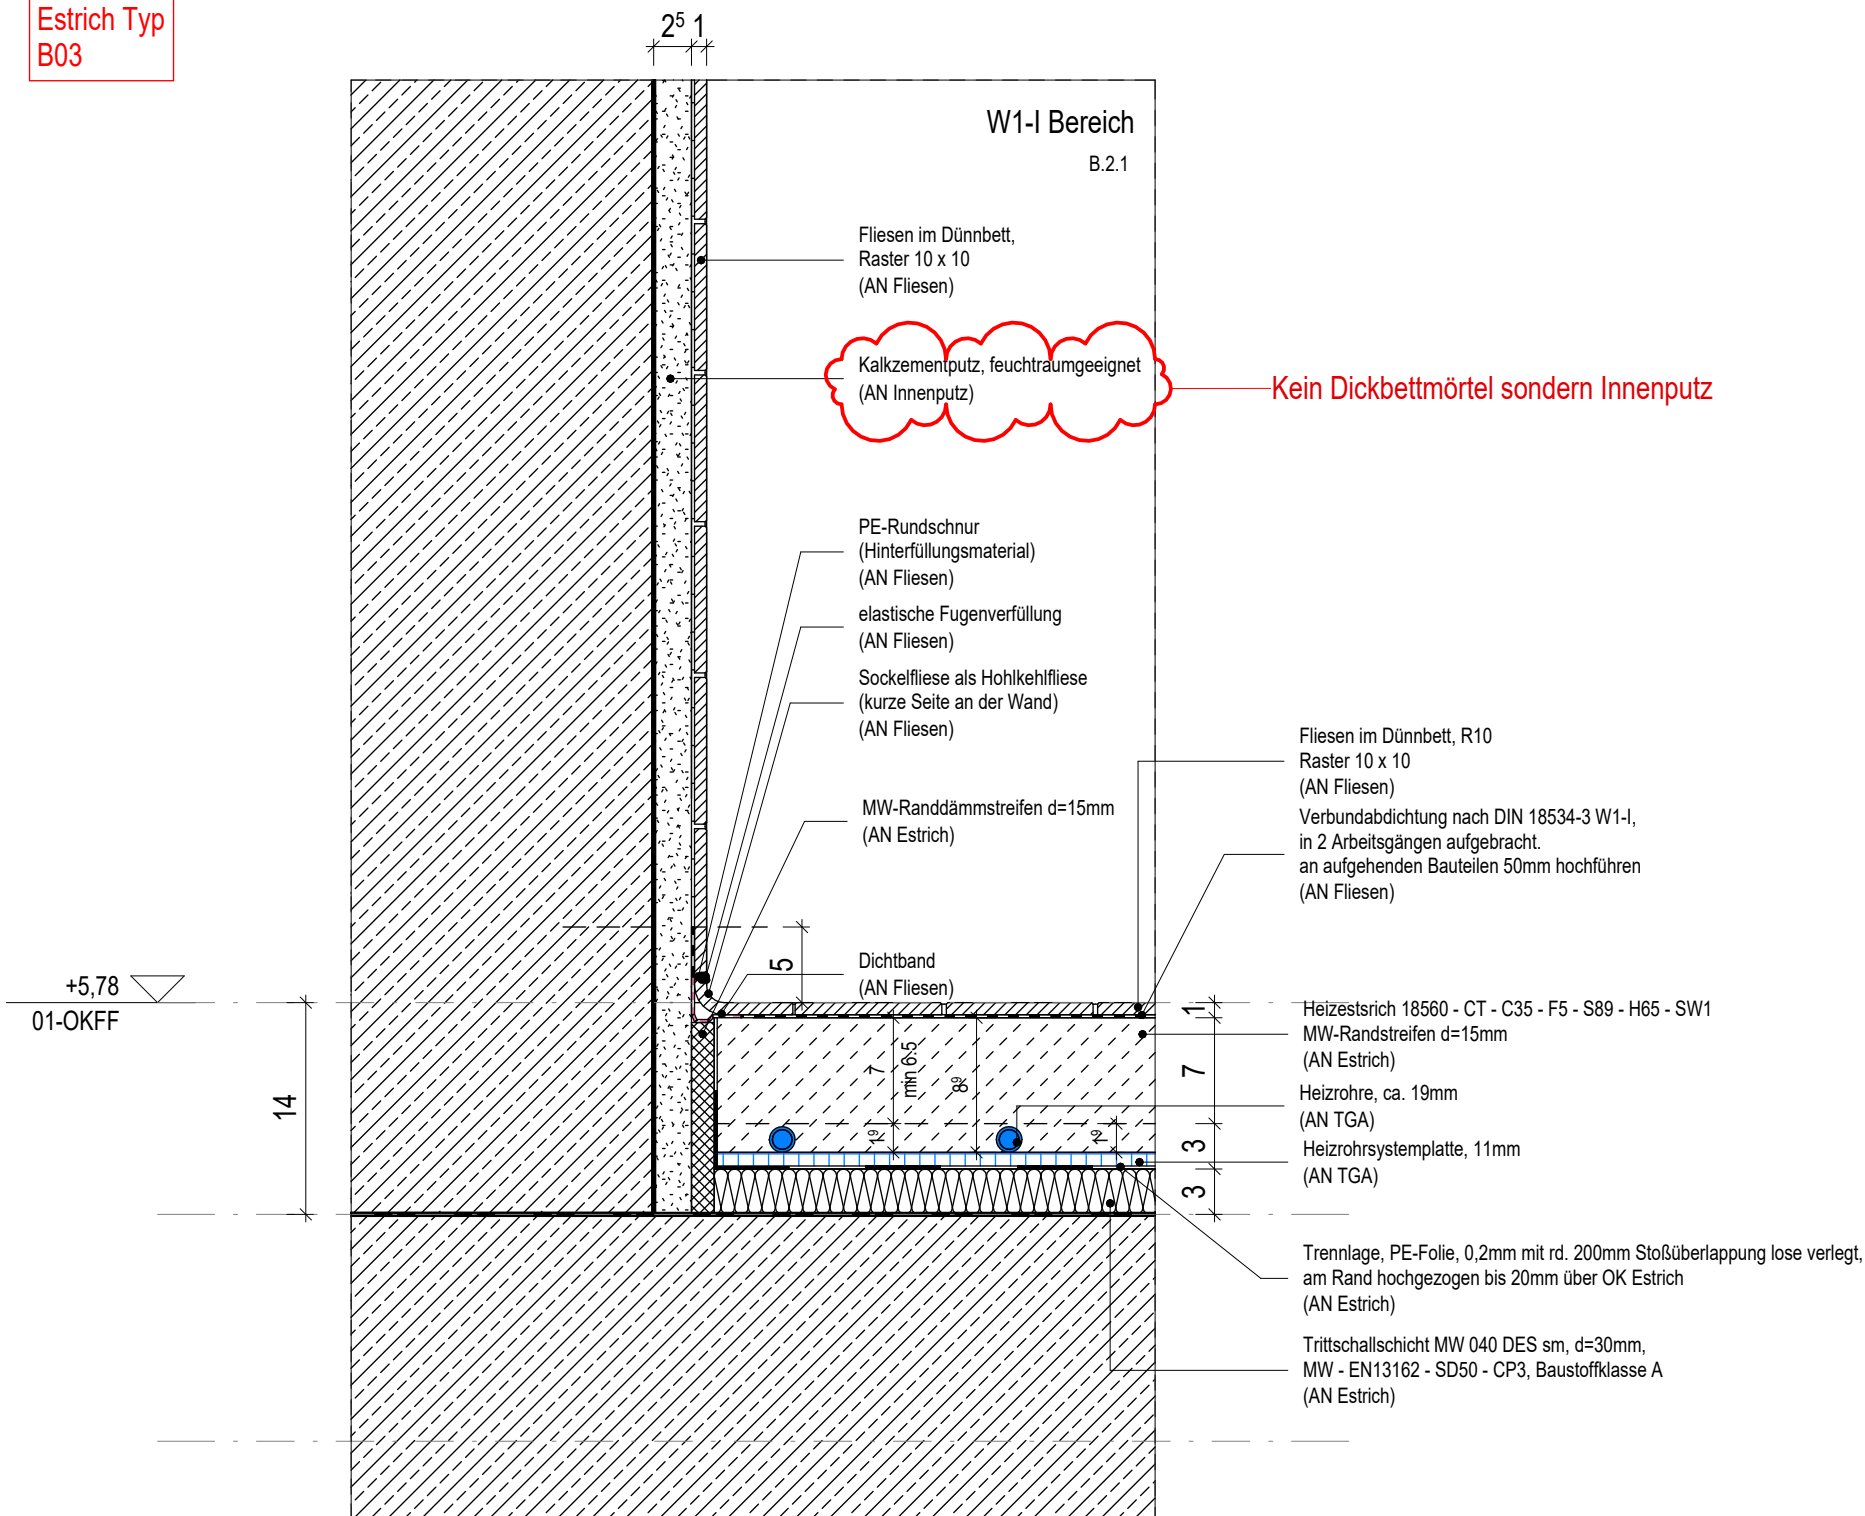 Estrich Typ
B03
2⁵ 1
W1-I Bereich
B.2.1
Fliesen im Dünnbett,
Raster 10 x 10
(AN Fliesen)
Kalkzementputz, feuchtraumgeeignet
(AN Innenputz)
Kein Dickbettmörtel sondern Innenputz
PE-Rundschnur
(Hinterfüllungsmaterial)
(AN Fliesen)
elastische Fugenverfüllung
(AN Fliesen)
Sockelfliese als Hohlkehlfliese
(kurze Seite an der Wand)
(AN Fliesen)
MW-Randdämmstreifen d=15mm
(AN Estrich)
Dichtband
(AN Fliesen)
5
Fliesen im Dünnbett, R10
Raster 10 x 10
(AN Fliesen)
Verbundabdichtung nach DIN 18534-3 W1-I,
in 2 Arbeitsgängen aufgebracht.
an aufgehenden Bauteilen 50mm hochführen
(AN Fliesen)
+5,78
01-OKFF
14
7
min 6.5
8⁹
1⁹
1⁹
1
7
3
3
Heizestsrich 18560 - CT - C35 - F5 - S89 - H65 - SW1
MW-Randstreifen d=15mm
(AN Estrich)
Heizrohre, ca. 19mm
(AN TGA)
Heizrohrsystemplatte, 11mm
(AN TGA)
Trennlage, PE-Folie, 0,2mm mit rd. 200mm Stoßüberlappung lose verlegt,
am Rand hochgezogen bis 20mm über OK Estrich
(AN Estrich)
Trittschallschicht MW 040 DES sm, d=30mm,
MW - EN13162 - SD50 - CP3, Baustoffklasse A
(AN Estrich)